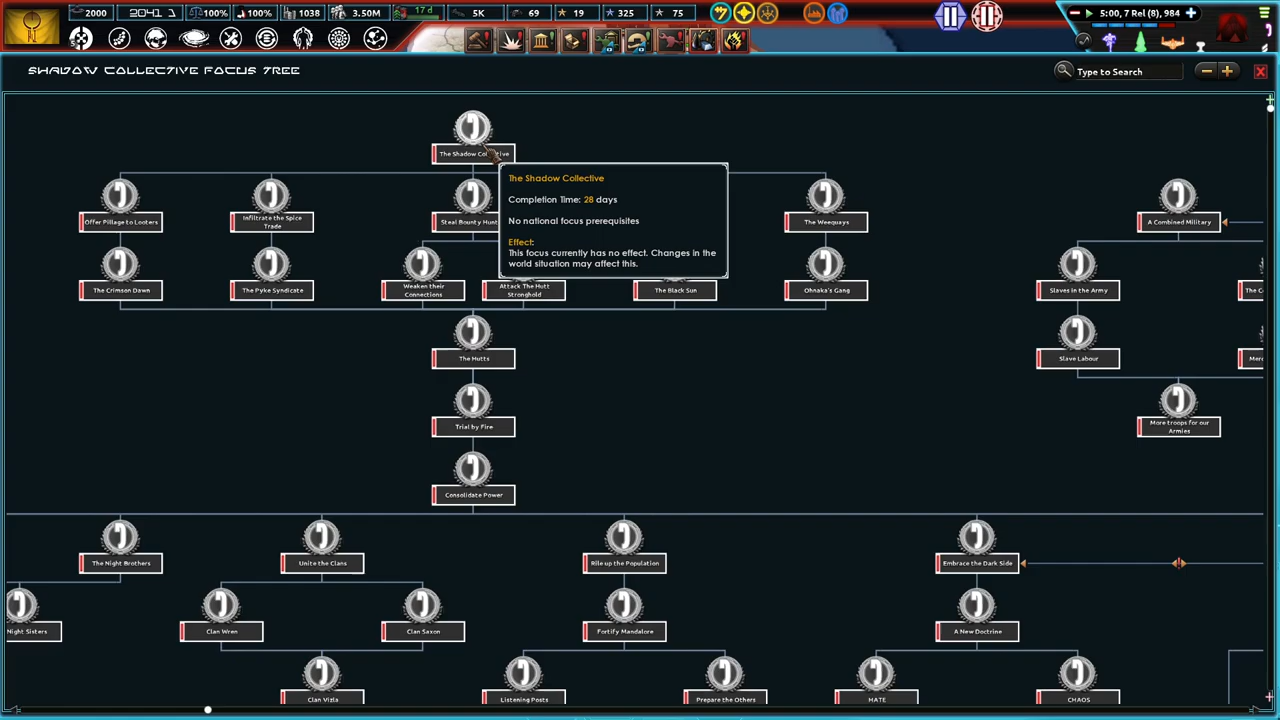 2000
2041
100%
100%
1038
3.50M
17 d
5K
69
19
325
75
5:00, 7 Rel (8), 984
SHADOW COLLECTIVE FOCUS TREE
Type to Search
The Shadow Collective
The Shadow Collective
Completion Time: 28 days
No national focus prerequisites
Effect:
This focus currently has no effect. Changes in the
world situation may affect this.
Offer Pillage to Looters
Infiltrate the Spice
Trade
Steal Bounty Hunt
The Weequays
A Combined Military
The Crimson Dawn
The Pyke Syndicate
Weaken their
Connections
Attack The Hutt
Stronghold
The Black Sun
Ohnaka's Gang
Slaves in the Army
The C
The Hutts
Slave Labour
Merc
Trial by Fire
More troops for our
Armies
Consolidate Power
The Night Brothers
Unite the Clans
Rile up the Population
Embrace the Dark Side
Night Sisters
Clan Wren
Clan Saxon
Fortify Mandalore
A New Doctrine
Clan Vizla
Listening Posts
Prepare the Others
HATE
CHAOS